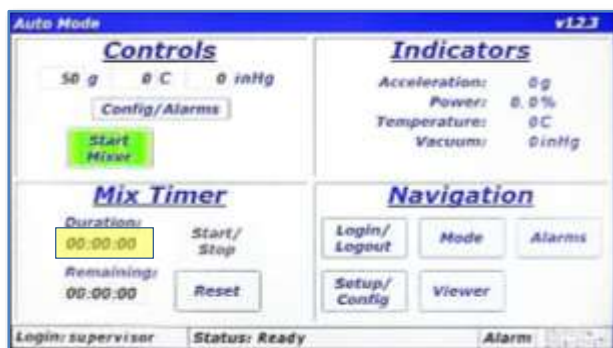 Auto Mode v1.2.3
Controls
50 g 0 C 0 inHg
Config/Alarms
Start
Mixer
Indicators
Acceleration: 0g
Power: 0.0%
Temperature: 0C
Vacuum: 0inHg
Mix Timer
Duration:
00:00:00
Start/
Stop
Remaining:
00:00:00
Reset
Navigation
Login/
Logout
Mode
Alarms
Setup/
Config
Viewer
Login: supervisor Status: Ready Alarm